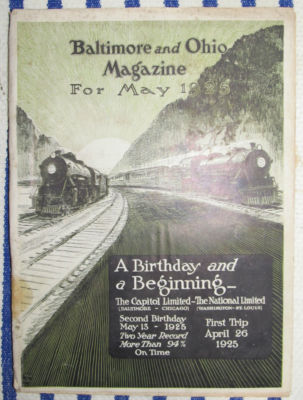 Baltimore and Ohio
Magazine
For May 1925
A Birthday and
a Beginning—
The Capitol Limited—The National Limited
(BALTIMORE - CHICAGO) (WASHINGTON-ST. LOUIS)
Second Birthday
May 13 - 1925
Two Year Record
More Than 94%
On Time
First Trip
April 26
1925